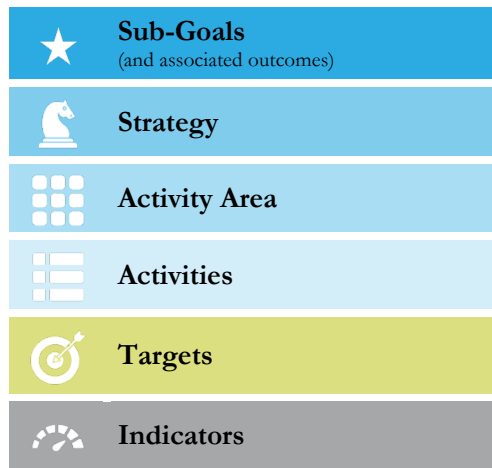 Sub-Goals
(and associated outcomes)
Strategy
Activity Area
Activities
Targets
Indicators